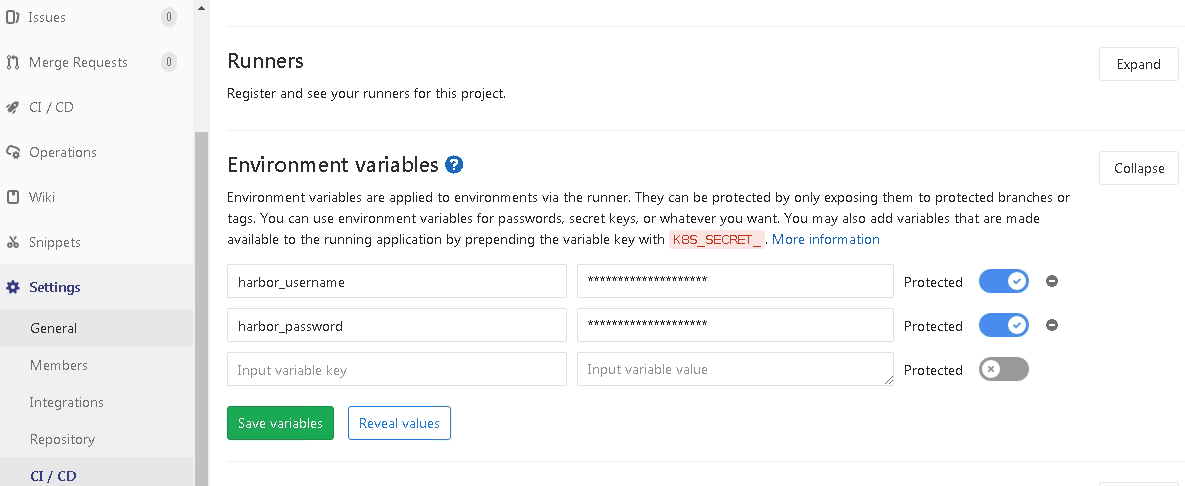 Issues 0
Merge Requests 0
CI / CD
Operations
Wiki
Snippets
Settings
General
Members
Integrations
Repository
CI / CD
Runners
Expand
Register and see your runners for this project.
Environment variables ?
Collapse
Environment variables are applied to environments via the runner. They can be protected by only exposing them to protected branches or
tags. You can use environment variables for passwords, secret keys, or whatever you want. You may also add variables that are made
available to the running application by prepending the variable key with K8S_SECRET_. More information
harbor_username ******************** Protected
harbor_password ******************** Protected
Input variable key Input variable value Protected
Save variables Reveal values